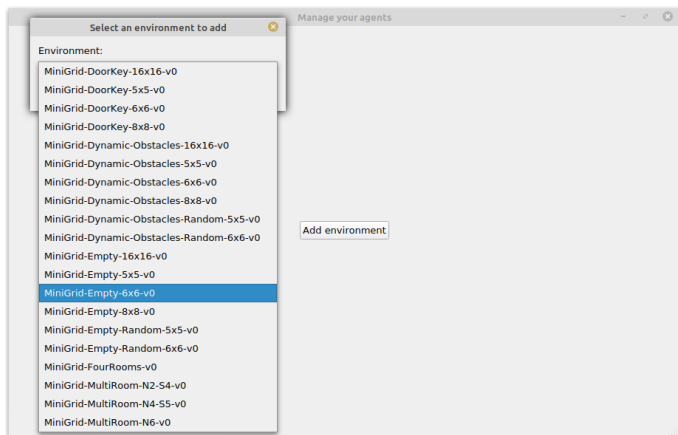 Manage your agents
Select an environment to add
Environment:
MiniGrid-DoorKey-16x16-v0
MiniGrid-DoorKey-5x5-v0
MiniGrid-DoorKey-6x6-v0
MiniGrid-DoorKey-8x8-v0
MiniGrid-Dynamic-Obstacles-16x16-v0
MiniGrid-Dynamic-Obstacles-5x5-v0
MiniGrid-Dynamic-Obstacles-6x6-v0
MiniGrid-Dynamic-Obstacles-8x8-v0
MiniGrid-Dynamic-Obstacles-Random-5x5-v0
MiniGrid-Dynamic-Obstacles-Random-6x6-v0
MiniGrid-Empty-16x16-v0
MiniGrid-Empty-5x5-v0
MiniGrid-Empty-6x6-v0
MiniGrid-Empty-8x8-v0
MiniGrid-Empty-Random-5x5-v0
MiniGrid-Empty-Random-6x6-v0
MiniGrid-FourRooms-v0
MiniGrid-MultiRoom-N2-S4-v0
MiniGrid-MultiRoom-N4-S5-v0
MiniGrid-MultiRoom-N6-v0
Add environment